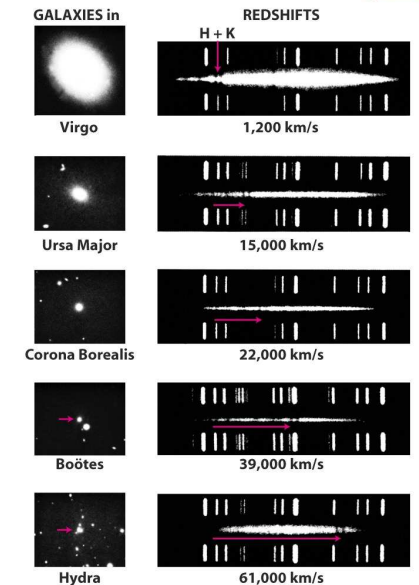 GALAXIES in
REDSHIFTS
H + K
Virgo
1,200 km/s
Ursa Major
15,000 km/s
Corona Borealis
22,000 km/s
Boötes
39,000 km/s
Hydra
61,000 km/s